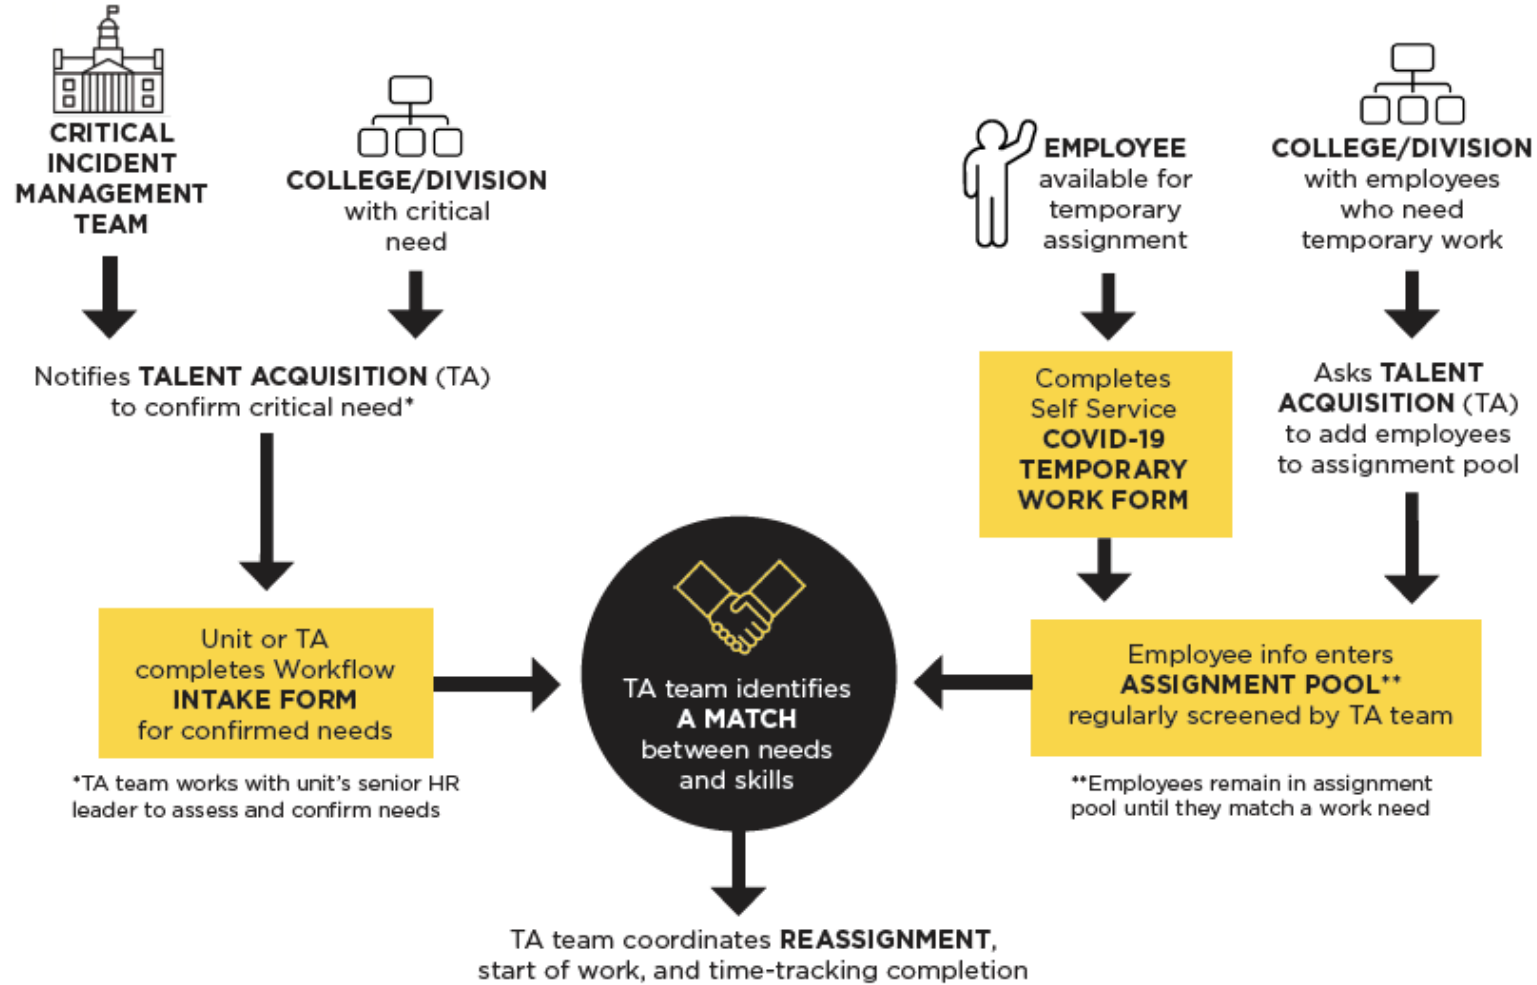 CRITICAL
INCIDENT
MANAGEMENT
TEAM
COLLEGE/DIVISION
with critical
need
Notifies TALENT ACQUISITION (TA)
to confirm critical need*
Unit or TA
completes Workflow
INTAKE FORM
for confirmed needs
*TA team works with unit's senior HR
leader to assess and confirm needs
EMPLOYEE
available for
temporary
assignment
Completes
Self Service
COVID-19
TEMPORARY
WORK FORM
COLLEGE/DIVISION
with employees
who need
temporary work
Asks TALENT
ACQUISITION (TA)
to add employees
to assignment pool
Employee info enters
ASSIGNMENT POOL**
regularly screened by TA team
**Employees remain in assignment
pool until they match a work need
TA team identifies
A MATCH
between needs
and skills
TA team coordinates REASSIGNMENT,
start of work, and time-tracking completion